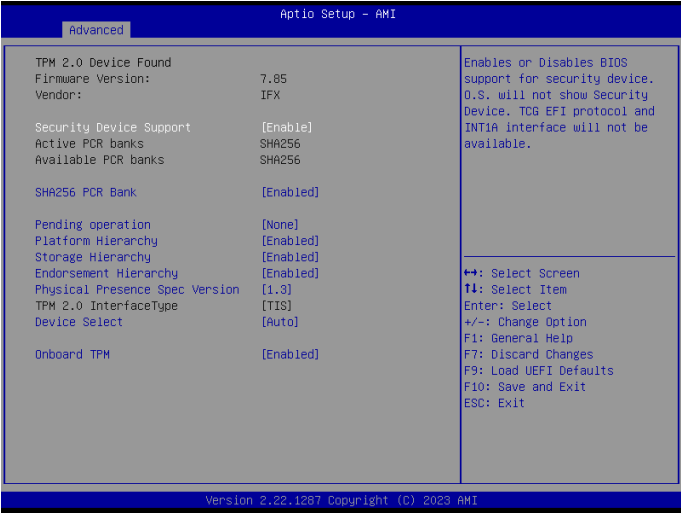 Aptio Setup – AMI
Advanced
TPM 2.0 Device Found
Firmware Version: 7.85
Vendor: IFX
Security Device Support [Enable]
Active PCR banks SHA256
Available PCR banks SHA256
SHA256 PCR Bank [Enabled]
Pending operation [None]
Platform Hierarchy [Enabled]
Storage Hierarchy [Enabled]
Endorsement Hierarchy [Enabled]
Physical Presence Spec Version [1.3]
TPM 2.0 InterfaceType [TIS]
Device Select [Auto]
Onboard TPM [Enabled]
Enables or Disables BIOS
support for security device.
O.S. will not show Security
Device. TCG EFI protocol and
INT1A interface will not be
available.
↔: Select Screen
↑↓: Select Item
Enter: Select
+/-: Change Option
F1: General Help
F7: Discard Changes
F9: Load UEFI Defaults
F10: Save and Exit
ESC: Exit
Version 2.22.1287 Copyright (C) 2023 AMI